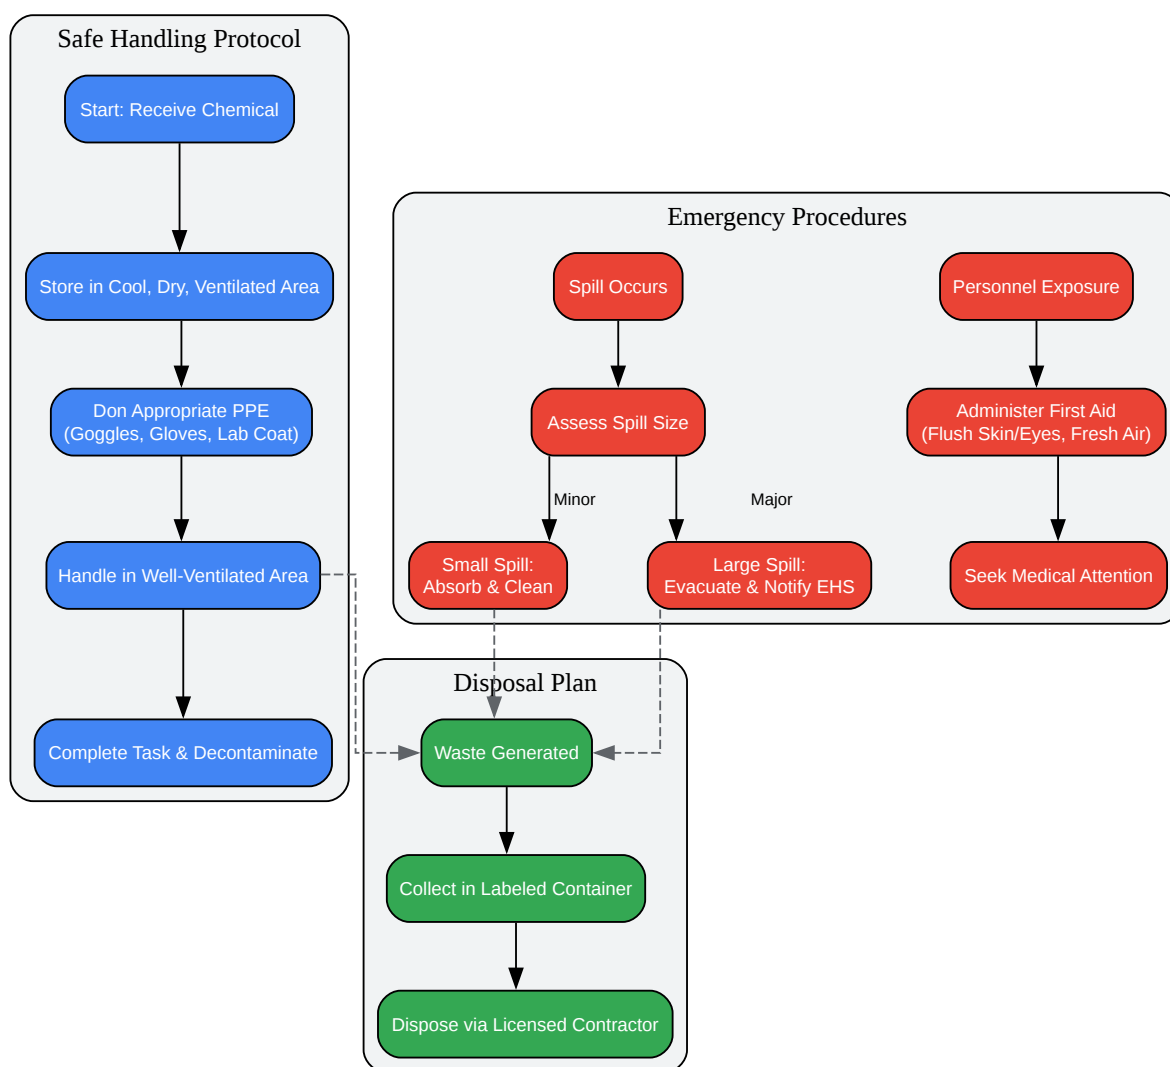 Safe Handling Protocol
Start: Receive Chemical
Store in Cool, Dry, Ventilated Area
Don Appropriate PPE
(Goggles, Gloves, Lab Coat)
Handle in Well-Ventilated Area
Complete Task & Decontaminate
Emergency Procedures
Spill Occurs
Assess Spill Size
Minor
Major
Small Spill:
Absorb & Clean
Large Spill:
Evacuate & Notify EHS
Personnel Exposure
Administer First Aid
(Flush Skin/Eyes, Fresh Air)
Seek Medical Attention
Disposal Plan
Waste Generated
Collect in Labeled Container
Dispose via Licensed Contractor